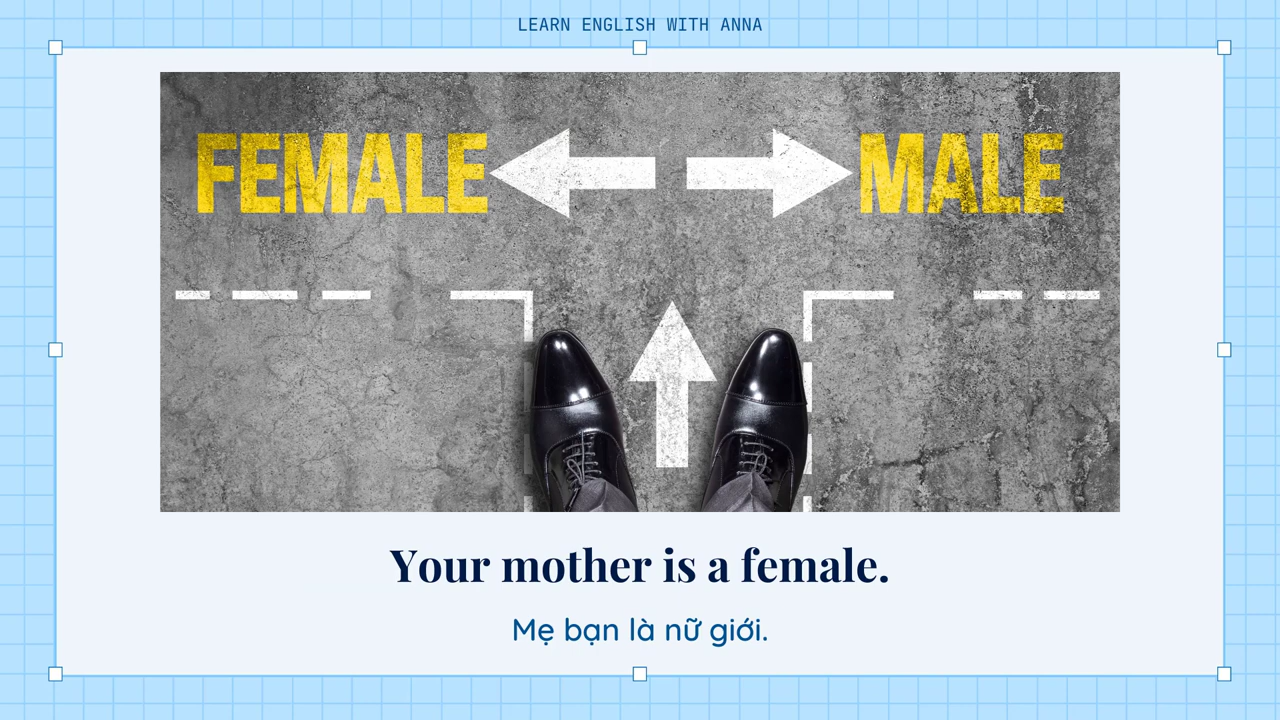 LEARN ENGLISH WITH ANNA
FEMALE MALE
Your mother is a female.
Mẹ bạn là nữ giới.